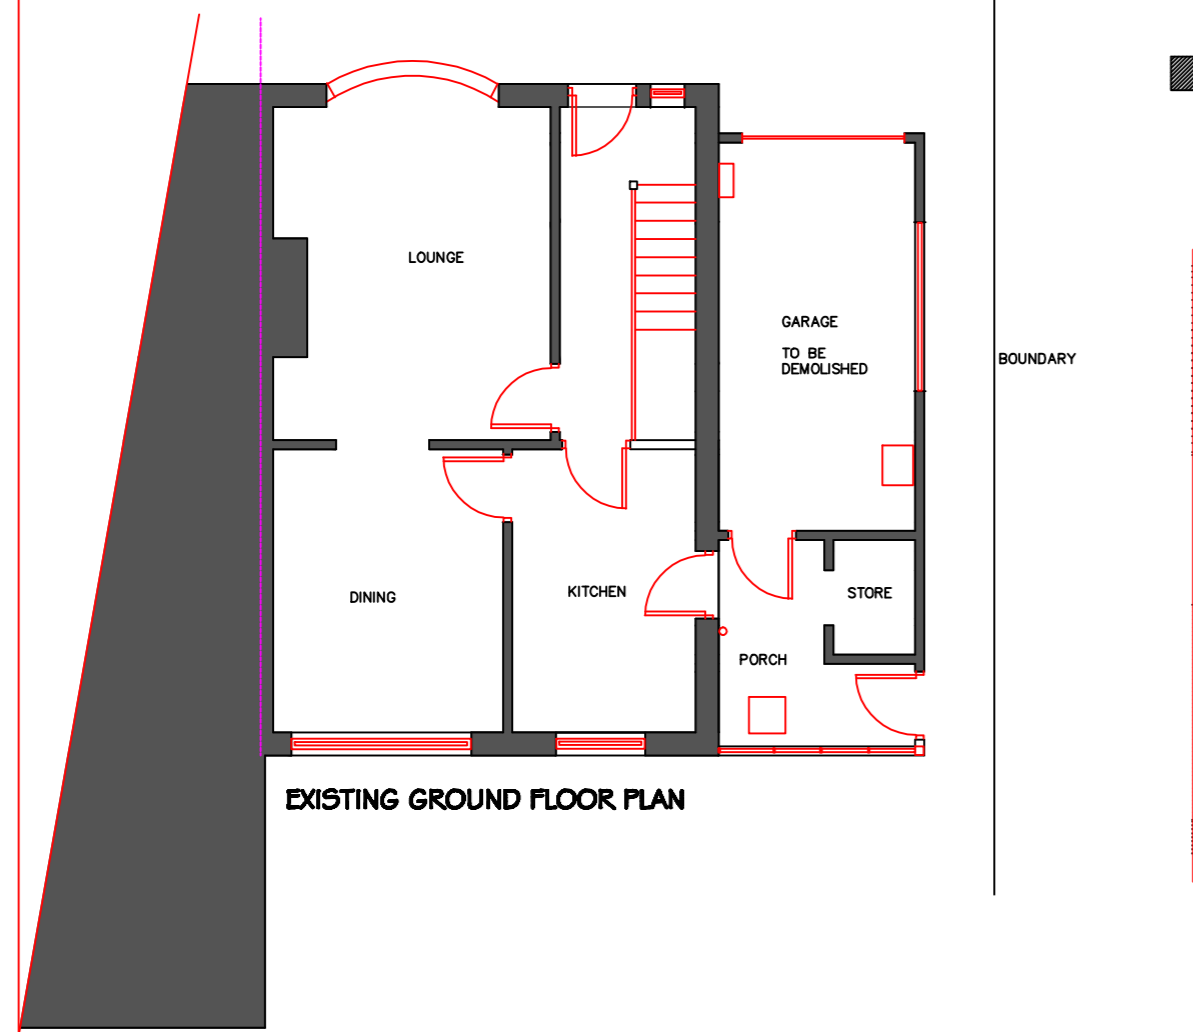 LOUNGE
GARAGE
TO BE
DEMOLISHED
BOUNDARY
DINING
KITCHEN
STORE
PORCH
EXISTING GROUND FLOOR PLAN